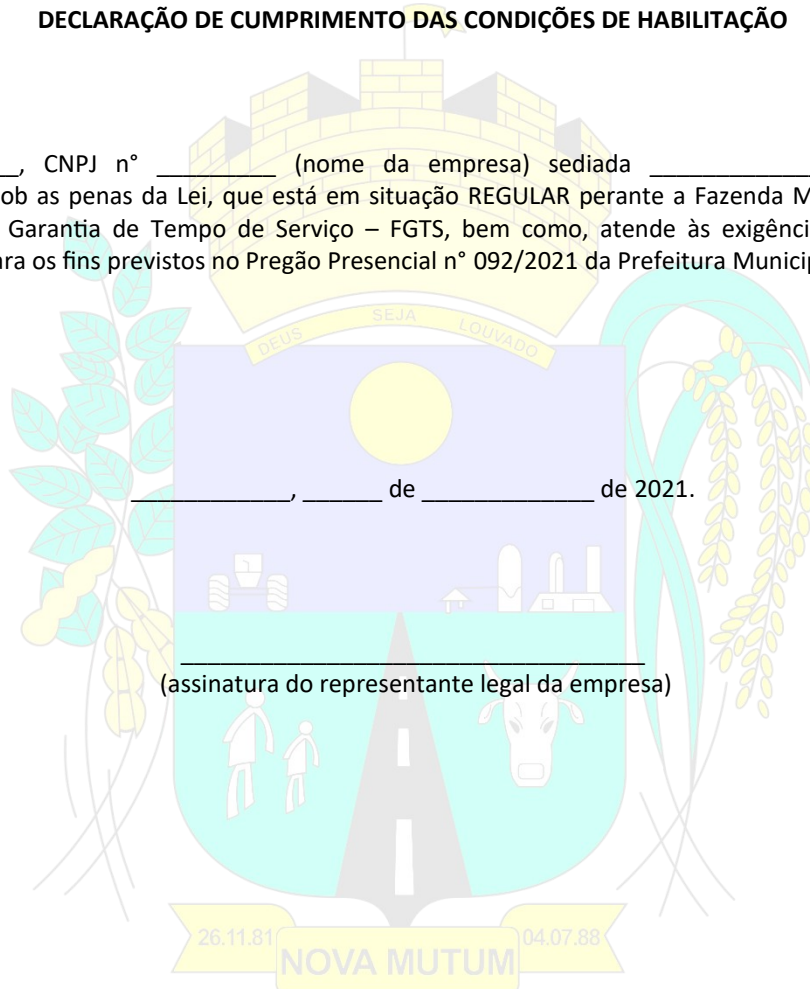 DECLARAÇÃO DE CUMPRIMENTO DAS CONDIÇÕES DE HABILITAÇÃO
__, CNPJ n° _________ (nome da empresa) sediada ____________
ob as penas da Lei, que está em situação REGULAR perante a Fazenda M
Garantia de Tempo de Serviço – FGTS, bem como, atende às exigênci
ra os fins previstos no Pregão Presencial n° 092/2021 da Prefeitura Municip
DEUS SEJA LOUVADO
____________, ______ de _____________ de 2021.
___________________________________
(assinatura do representante legal da empresa)
26.11.81 04.07.88
NOVA MUTUM